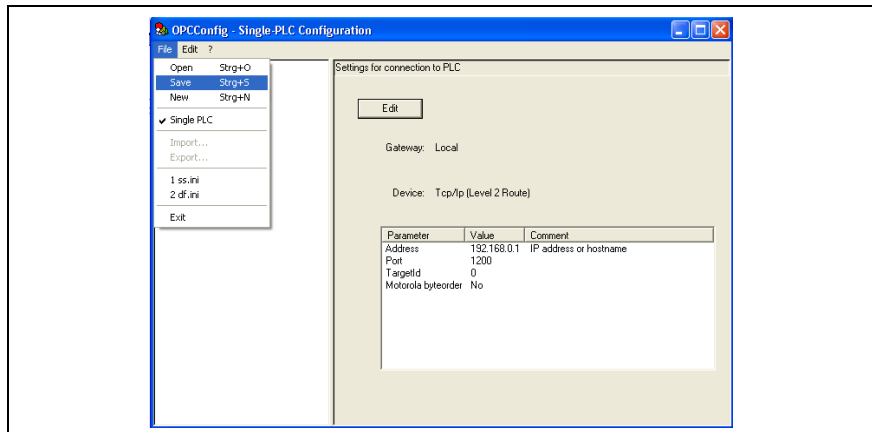 OPCConfig - Single-PLC Configuration
File Edit ?
Open Strg+O
Save Strg+S
New Strg+N
Single PLC
Import...
Export...
1 ss.ini
2 df.ini
Exit
Settings for connection to PLC
Edit
Gateway: Local
Device: Tcp/Ip (Level 2 Route)
Parameter Value Comment
Address 192.168.0.1 IP address or hostname
Port 1200
TargetId 0
Motorola byteorder No